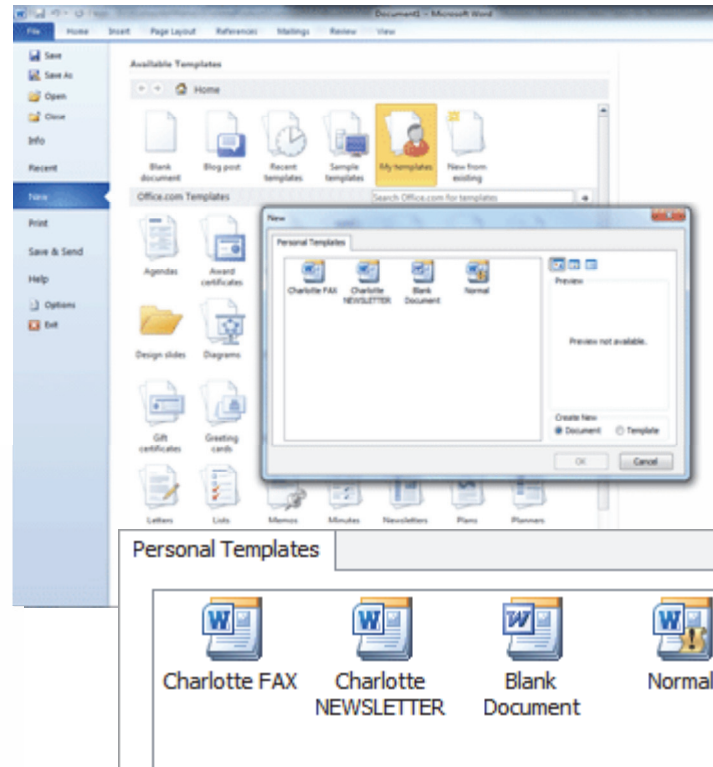 Document1 - Microsoft Word
File Home Insert Page Layout References Mailings Review View
Save
Save As
Open
Close
Info
Recent
New
Print
Save & Send
Help
Options
Exit
Available Templates
Home
Blank document
Blog post
Recent templates
Sample templates
My templates
New from existing
Office.com Templates
Search Office.com for templates
Agendas
Award certificates
Design slides
Diagrams
Gift certificates
Greeting cards
Letters
Lists
Memos
Minutes
Newsletters
Plans
Planners
New
Personal Templates
Charlotte FAX
Charlotte NEWSLETTER
Blank Document
Normal
Preview
Preview not available.
Create New
Document
Template
OK
Cancel
Personal Templates
Charlotte FAX
Charlotte
NEWSLETTER
Blank
Document
Normal